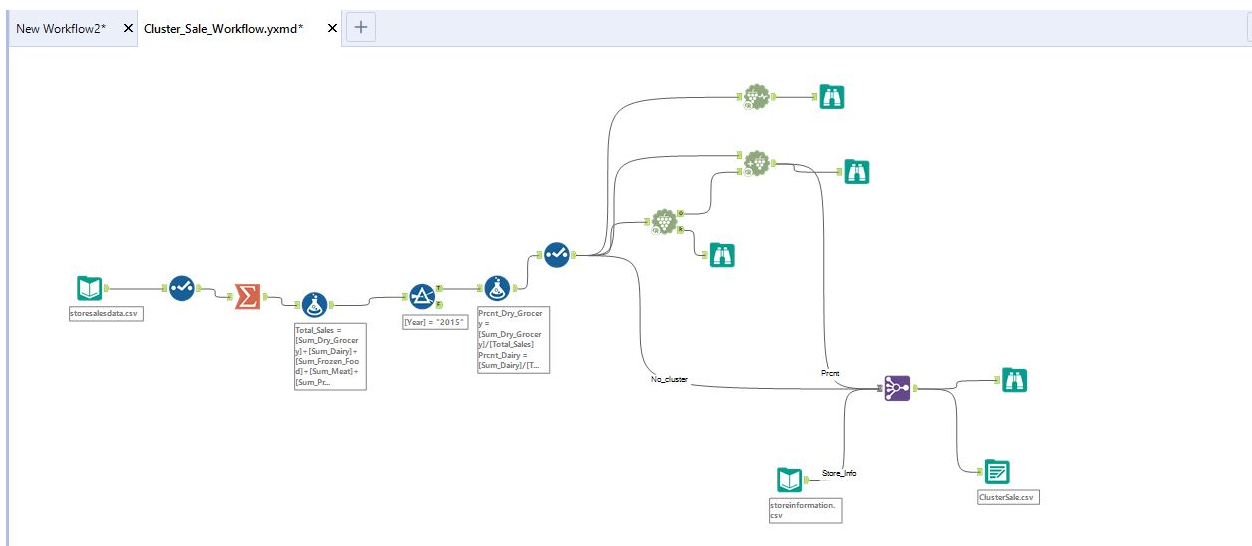 New Workflow2*
Cluster_Sale_Workflow.yxmd*
storesalesdata.csv
Total_Sales =
[Sum_Dry_Grocer
y]+[Sum_Dairy]+
[Sum_Frozen_Foo
d]+[Sum_Meat]+
[Sum_Pr...
T
F
[Year] = "2015"
Prcnt_Dry_Grocer
y =
[Sum_Dry_Grocer
y]/[Total_Sales]
Prcnt_Dairy =
[Sum_Dairy]/[T...
O
R
No_cluster
Prcnt
Store_Info
storeinformation.
csv
ClusterSale.csv